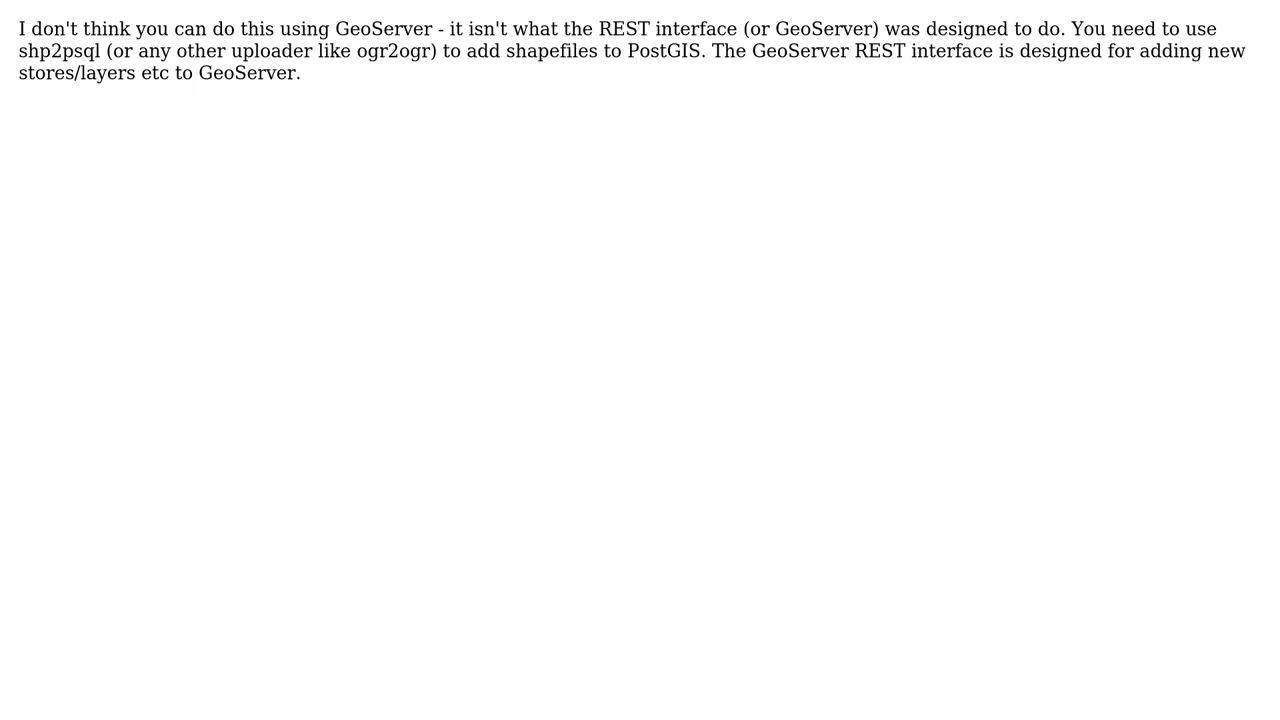 I don't think you can do this using GeoServer - it isn't what the REST interface (or GeoServer) was designed to do. You need to use
shp2psql (or any other uploader like ogr2ogr) to add shapefiles to PostGIS. The GeoServer REST interface is designed for adding new
stores/layers etc to GeoServer.